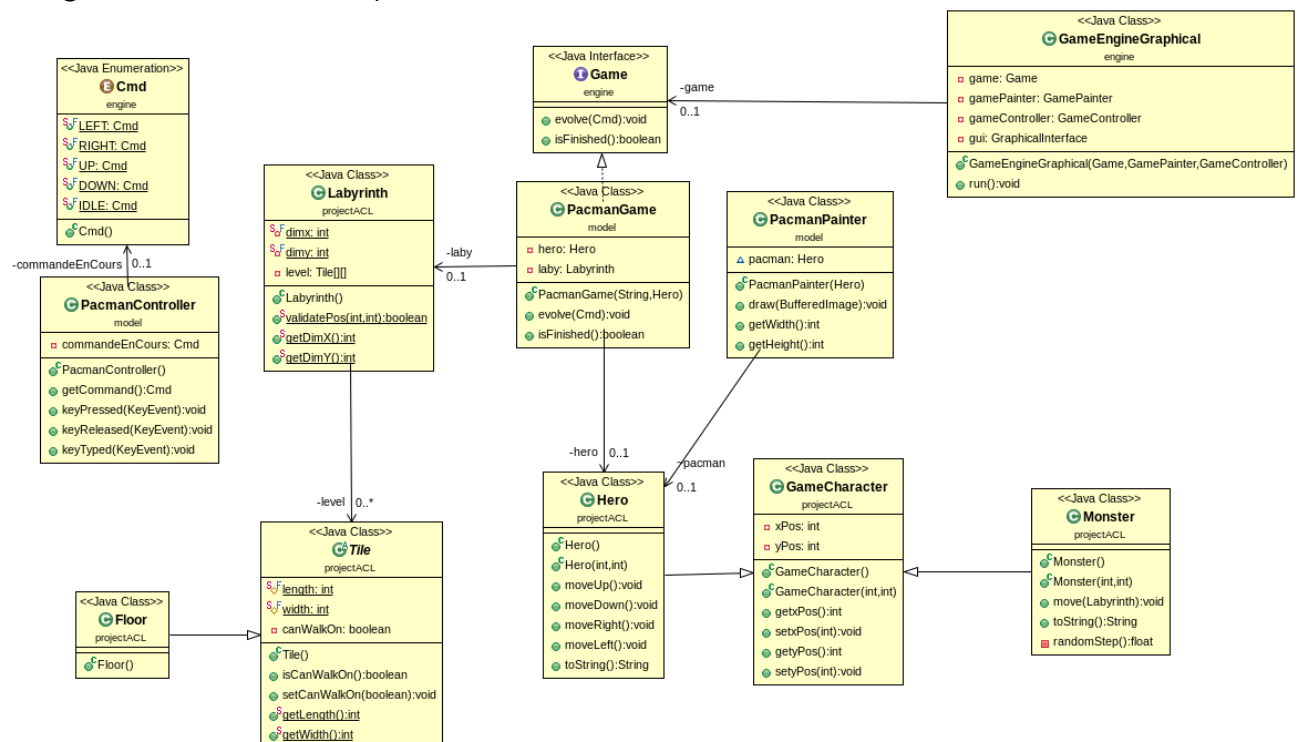 <<Java Enumeration>>
Cmd
engine
LEFT: Cmd
RIGHT: Cmd
UP: Cmd
DOWN: Cmd
IDLE: Cmd
Cmd()
-commandeEnCours
0..1
<<Java Class>>
PacmanController
model
commandeEnCours: Cmd
PacmanController()
getCommand():Cmd
keyPressed(KeyEvent):void
keyReleased(KeyEvent):void
keyTyped(KeyEvent):void
<<Java Class>>
Labyrinth
projectACL
dimx: int
dimy: int
level: Tile[][]
Labyrinth()
validatePos(int,int):boolean
getDimX():int
getDimY():int
-laby
0..1
<<Java Interface>>
Game
engine
evolve(Cmd):void
isFinished():boolean
-game
0..1
<<Java Class>>
GameEngineGraphical
engine
game: Game
gamePainter: GamePainter
gameController: GameController
gui: GraphicalInterface
GameEngineGraphical(Game,GamePainter,GameController)
run():void
<<Java Class>>
PacmanGame
model
hero: Hero
laby: Labyrinth
PacmanGame(String,Hero)
evolve(Cmd):void
isFinished():boolean
<<Java Class>>
PacmanPainter
model
pacman: Hero
PacmanPainter(Hero)
draw(BufferedImage):void
getWidth():int
getHeight():int
-hero
0..1
~pacman
0..1
-level
0..*
<<Java Class>>
Floor
projectACL
Floor()
<<Java Class>>
Tile
projectACL
length: int
width: int
canWalkOn: boolean
Tile()
isCanWalkOn():boolean
setCanWalkOn(boolean):void
getLength():int
getWidth():int
<<Java Class>>
Hero
projectACL
Hero()
Hero(int,int)
moveUp():void
moveDown():void
moveRight():void
moveLeft():void
toString():String
<<Java Class>>
GameCharacter
projectACL
xPos: int
yPos: int
GameCharacter()
GameCharacter(int,int)
getxPos():int
setxPos(int):void
getyPos():int
setyPos(int):void
<<Java Class>>
Monster
projectACL
Monster()
Monster(int,int)
move(Labyrinth):void
toString():String
randomStep():float